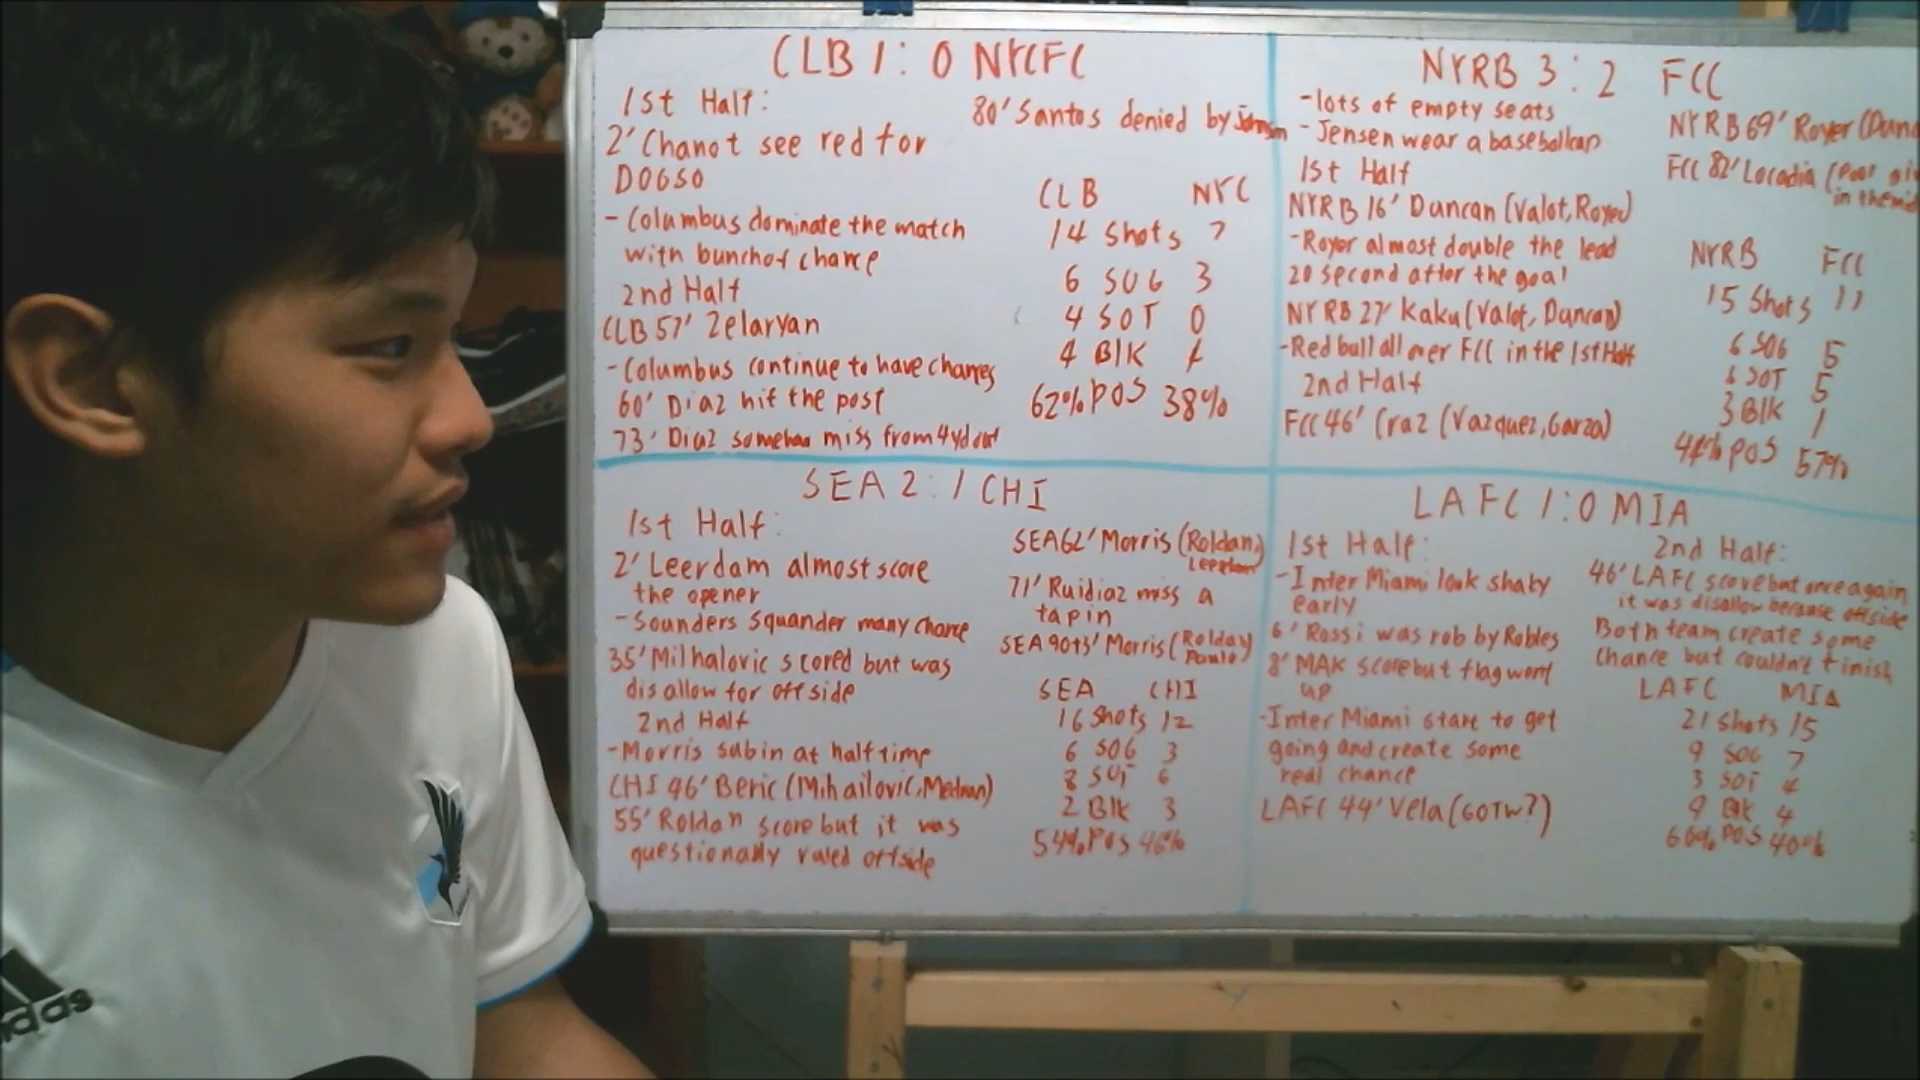 CLB 1:0 NYCFC
1st Half:
2' Chanot see red for
DOGSO
- Columbus dominate the match
with bunch of chance
2nd Half
CLB 57' Zelaryan
- Columbus continue to have changes
60' Diaz hit the post
73' Diaz somehow miss from 4yd out
80' Santos denied by
CLB NYC
14 Shots 7
6 SOG 3
4 SOT 0
4 Blk
62% POS 38%
NYRB 3:2 FCC
- lots of empty seats
- Jensen wear a baseball cap
1st Half
NYRB 16' Duncan (Valot, Royer)
- Royer almost double the lead
20 second after the goal
NYRB 27' Kaku (Valot, Duncan)
- Red bull all over FCC in the 1st Half
2nd Half
FCC 46' Cruz (Vazquez, Garza)
NYRB 69' Royer (Dunc
FCC 82' Locadia (
in the mid
NYRB FCC
15 Shots 11
6 SOG 5
6 SOT 5
3 Blk 1
POS 57%
SEA 2:1 CHI
1st Half:
2' Leerdam almost score
the opener
- Sounders squander many chance
35' Milhalovic scored but was
disallow for offside
2nd Half
- Morris sub in at half time
CHI 46' Beric (Mihailovic, Medran)
55' Roldan score but it was
questionally ruled offside
SEA 62' Morris (Roldan,
Leerdam)
71' Ruidiaz miss a
tap in
SEA 90+3' Morris (Roldan,
Paulo)
SEA CHI
16 Shots 12
6 SOG 3
8 SOT 6
2 Blk 3
54% POS 46%
LAFC 1:0 MIA
1st Half:
- Inter Miami look shaky
early
6' Rossi was rob by Robles
8' MAK score but flag went
up
- Inter Miami start to get
going and create some
real chance
LAFC 44' Vela (GOTW?)
2nd Half:
46' LAFC score but once again
it was disallow because offside
Both team create some
chance but couldn't finish
LAFC MIA
21 Shots 15
9 SOG 7
3 SOT 4
9 Blk 4
60% POS 40%
adidas